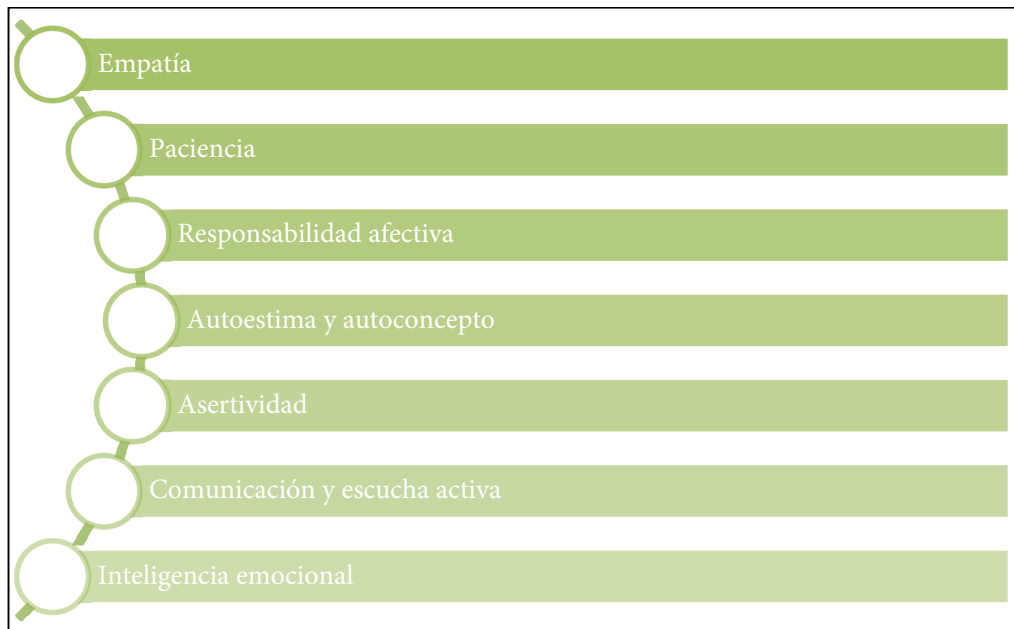 Empatía
Paciencia
Responsabilidad afectiva
Autoestima y autoconcepto
Asertividad
Comunicación y escucha activa
Inteligencia emocional